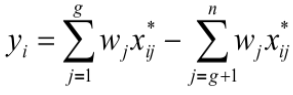 y_i = \sum_{j=1}^{g} w_j x_{ij}^{*} - \sum_{j=g+1}^{n} w_j x_{ij}^{*}